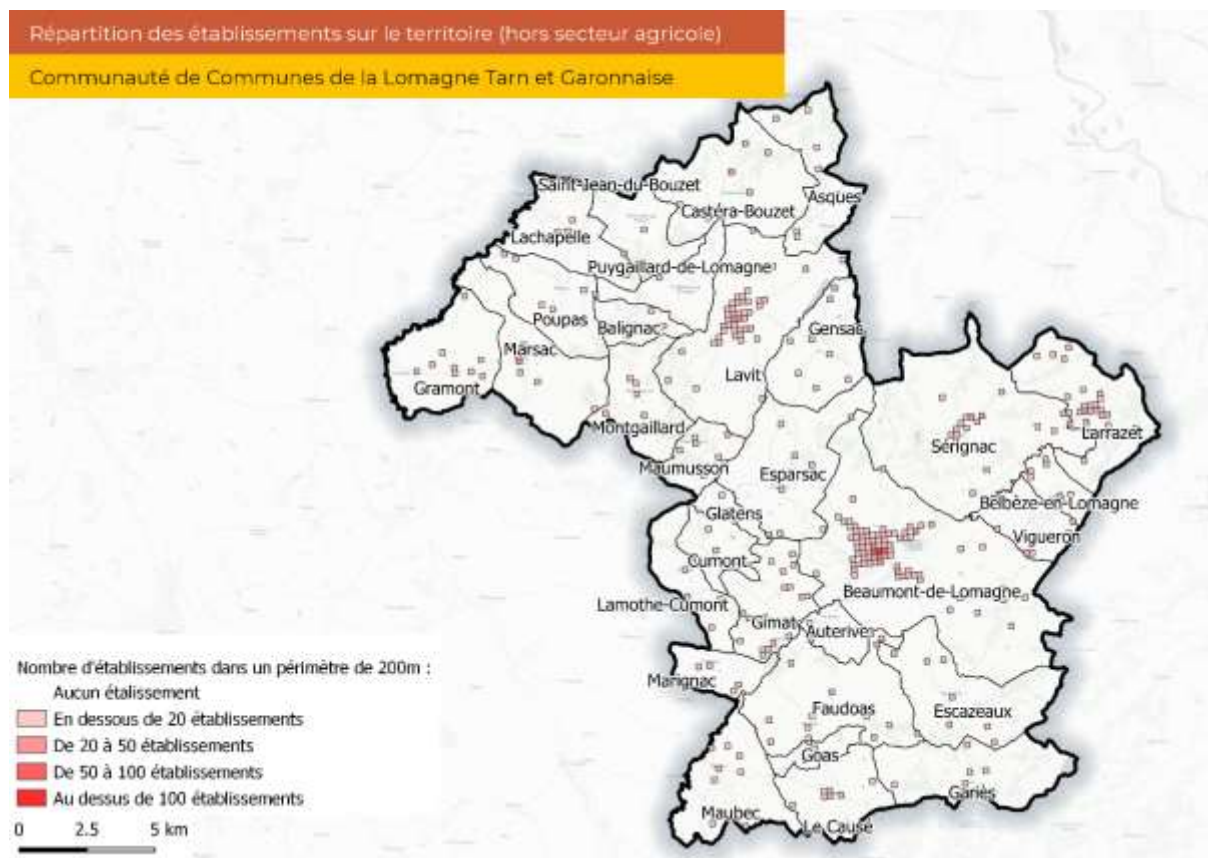 Répartition des établissements sur le territoire (hors secteur agricole)
Communauté de Communes de la Lomagne Tarn et Garonnaise
Saint-Jean-du-Bouzet
Castéra-Bouzet
Asques
Lachapelle
Puygaillard-de-Lomagne
Poupas
Balignac
Gensac
Marsac
Gramont
Lavit
Montgaillard
Larrazet
Sérignac
Maumusson
Esparsac
Belbèze-en-Lomagne
Glatens
Vigueron
Cumont
Beaumont-de-Lomagne
Lamothe-Cumont
Gimat
Auterive
Marignac
Faudoas
Escazeaux
Goas
Gariès
Maubec
Le Causé
Nombre d'établissements dans un périmètre de 200m :
Aucun étalissement
En dessous de 20 établissements
De 20 à 50 établissements
De 50 à 100 établissements
Au dessus de 100 établissements
0 2.5 5 km